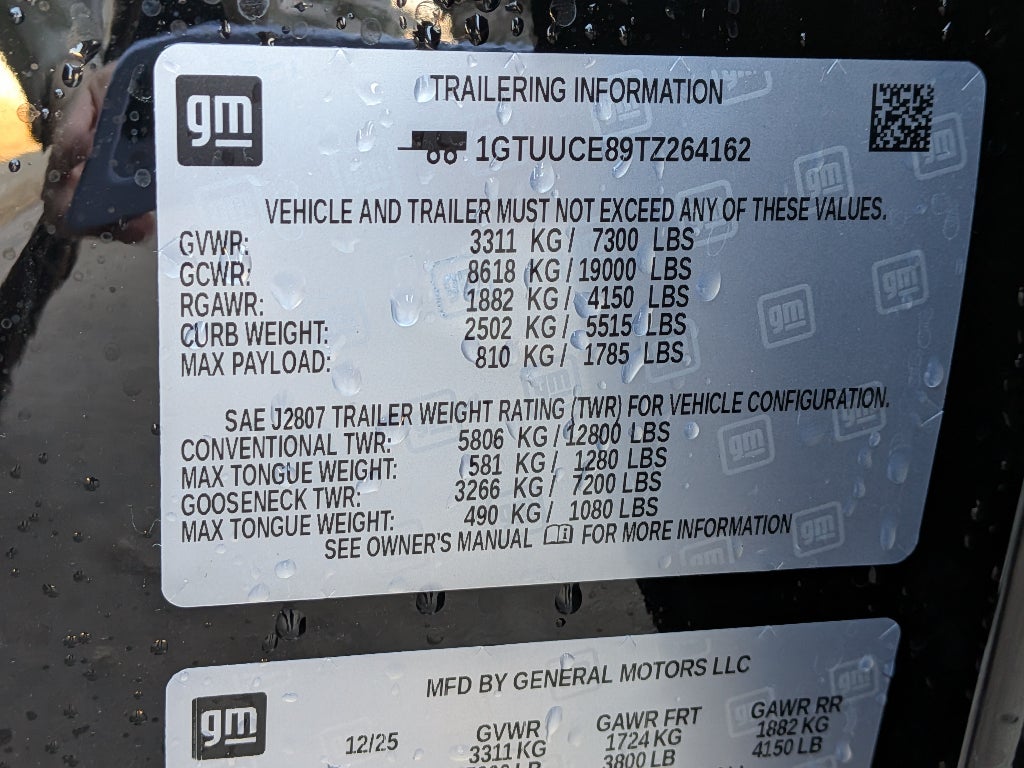 gm
TRAILERING INFORMATION
1GTUUCE89TZ264162
VEHICLE AND TRAILER MUST NOT EXCEED ANY OF THESE VALUES.
GVWR: 3311 KG / 7300 LBS
GCWR: 8618 KG / 19000 LBS
RGAWR: 1882 KG / 4150 LBS
CURB WEIGHT: 2502 KG / 5515 LBS
MAX PAYLOAD: 810 KG / 1785 LBS
SAE J2807 TRAILER WEIGHT RATING (TWR) FOR VEHICLE CONFIGURATION.
CONVENTIONAL TWR: 5806 KG / 12800 LBS
MAX TONGUE WEIGHT: 581 KG / 1280 LBS
GOOSENECK TWR: 3266 KG / 7200 LBS
MAX TONGUE WEIGHT: 490 KG / 1080 LBS
SEE OWNER'S MANUAL FOR MORE INFORMATION
gm
MFD BY GENERAL MOTORS LLC
12/25 GVWR GAWR FRT GAWR RR
3311 KG 1724 KG 1882 KG
3800 LB 4150 LB